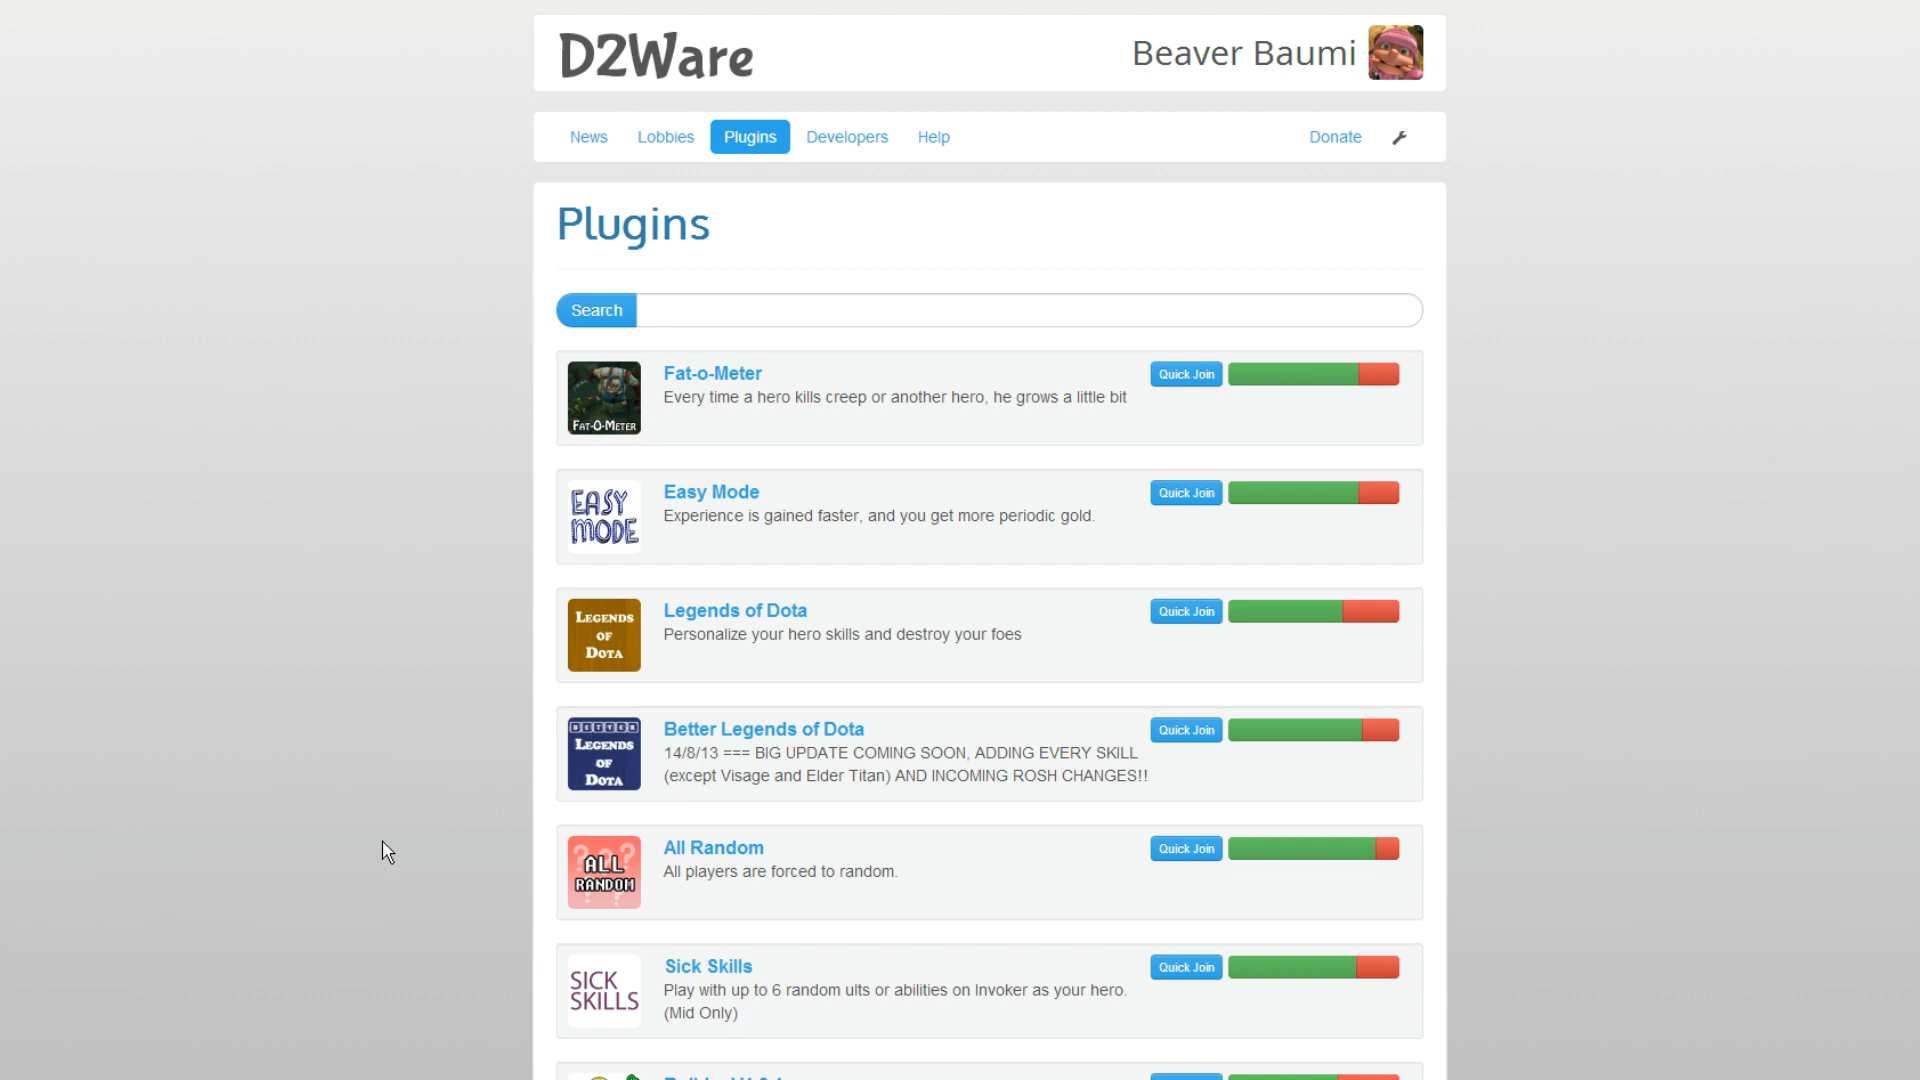 D2Ware
Beaver Baumi
News Lobbies Plugins Developers Help Donate
Plugins
Search
FAT-O-METER
Fat-o-Meter
Quick Join
Every time a hero kills creep or another hero, he grows a little bit
EASY
MODE
Easy Mode
Quick Join
Experience is gained faster, and you get more periodic gold.
LEGENDS
OF
DOTA
Legends of Dota
Quick Join
Personalize your hero skills and destroy your foes
BETTER
LEGENDS
OF
DOTA
Better Legends of Dota
Quick Join
14/8/13 === BIG UPDATE COMING SOON, ADDING EVERY SKILL
(except Visage and Elder Titan) AND INCOMING ROSH CHANGES!!
???
ALL
RANDOM
All Random
Quick Join
All players are forced to random.
SICK
SKILLS
Sick Skills
Quick Join
Play with up to 6 random ults or abilities on Invoker as your hero.
(Mid Only)